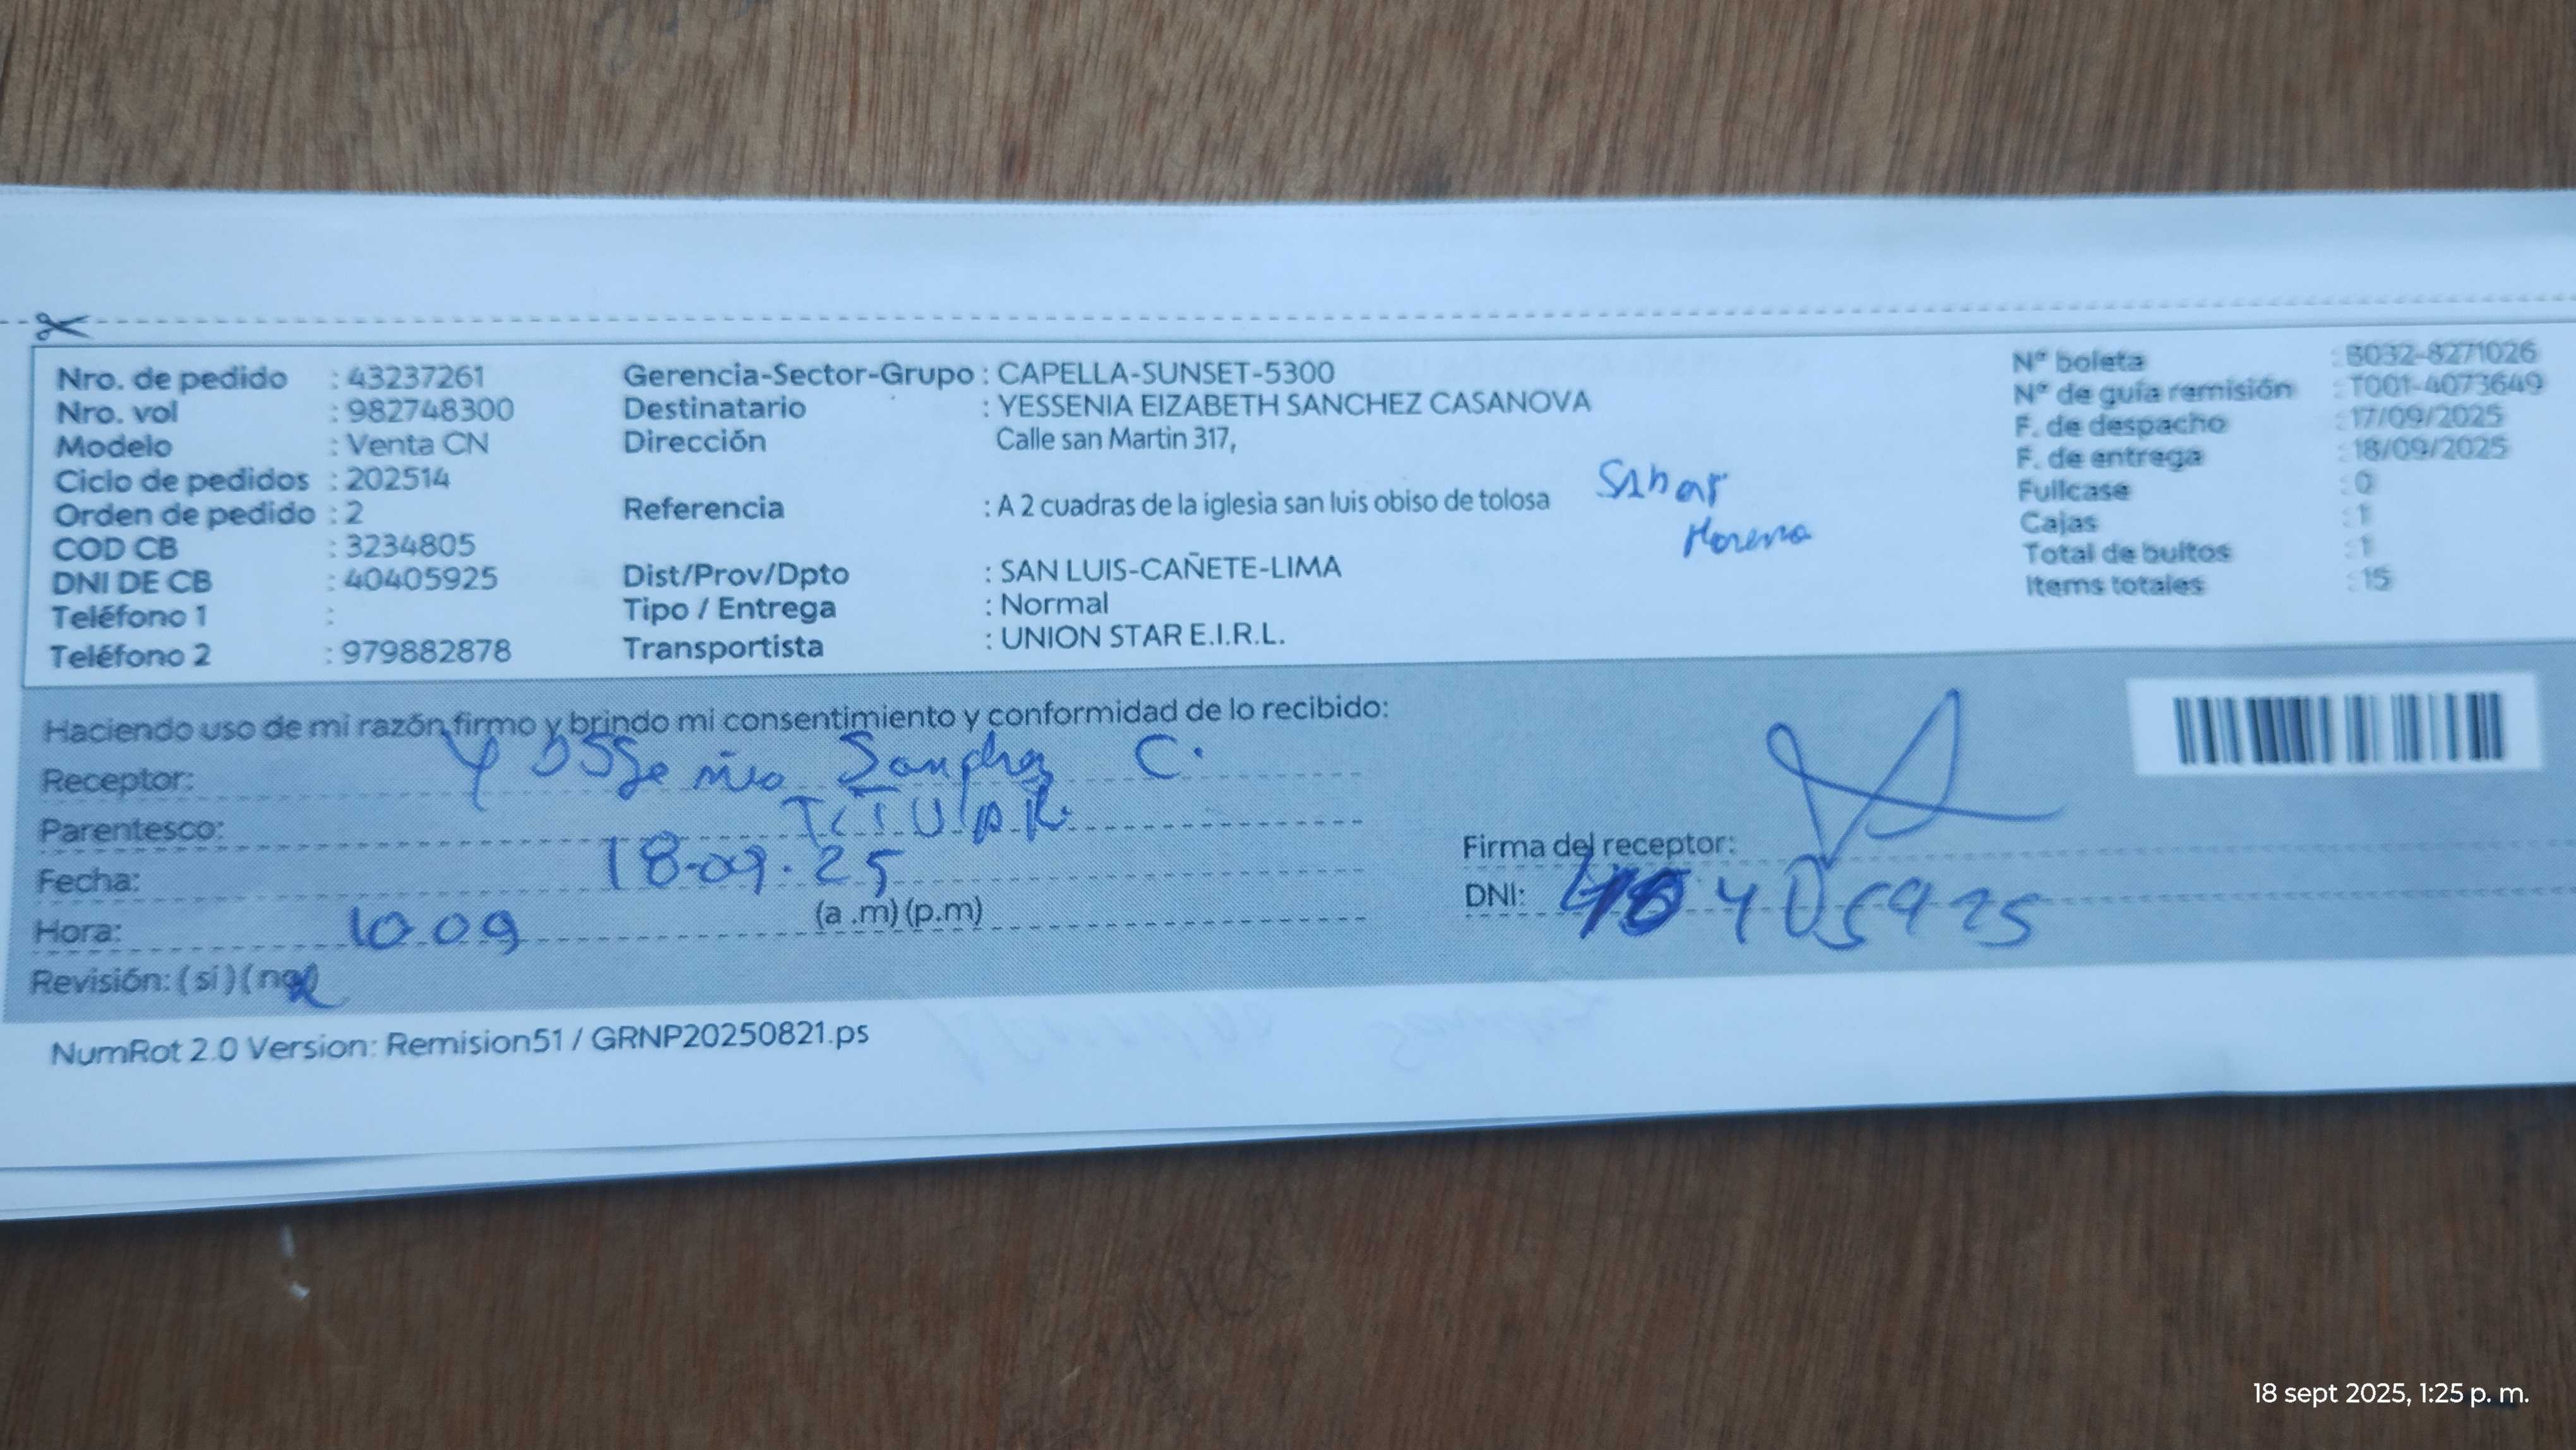 Nro. de pedido : 43237261
Nro. vol : 982748300
Modelo : Venta CN
Ciclo de pedidos : 202514
Orden de pedido : 2
COD CB : 3234805
DNI DE CB : 40405925
Teléfono 1 :
Teléfono 2 : 979882878
Gerencia-Sector-Grupo : CAPELLA-SUNSET-5300
Destinatario : YESSENIA EIZABETH SANCHEZ CASANOVA
Dirección Calle san Martin 317,
Referencia : A 2 cuadras de la iglesia san luis obiso de tolosa
Dist/Prov/Dpto : SAN LUIS-CAÑETE-LIMA
Tipo / Entrega : Normal
Transportista : UNION STAR E.I.R.L.
Moreno
N° boleta : B032-8271026
N° de guía remisión : T001-4073649
F. de despacho : 17/09/2025
F. de entrega : 18/09/2025
Fullcase : 0
Cajas : 1
Total de bultos : 1
Items totales : 15
Haciendo uso de mi razón, firmo y brindo mi consentimiento y conformidad de lo recibido:
Receptor: Yessenia Sanchez C.
Parentesco: TITULAR
Fecha: 18-09-25
Hora: 10 09 (a .m) (p.m)
Revisión: (si) (no)
Firma del receptor:
DNI: 40405925
NumRot 2.0 Version: Remision51 / GRNP20250821.ps
18 sept 2025, 1:25 p. m.